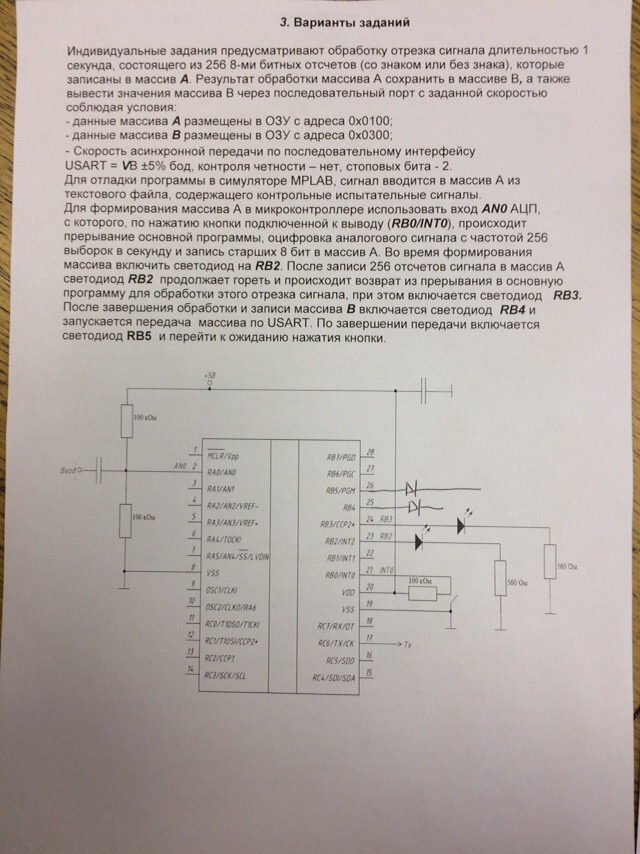 3. Варианты заданий
Индивидуальные задания предусматривают обработку отрезка сигнала длительностью 1
секунда, состоящего из 256 8-ми битных отсчетов (со знаком или без знака), которые
записаны в массив А. Результат обработки массива А сохранить в массиве В, а также
вывести значения массива В через последовательный порт с заданной скоростью
соблюдая условия:
- данные массива А размещены в ОЗУ с адреса 0x0100;
- данные массива В размещены в ОЗУ с адреса 0x0300;
- Скорость асинхронной передачи по последовательному интерфейсу
USART = VB ±5% бод, контроля четности – нет, стоповых бита - 2.
Для отладки программы в симуляторе MPLAB, сигнал вводится в массив А из
текстового файла, содержащего контрольные испытательные сигналы.
Для формирования массива А в микроконтроллере использовать вход AN0 АЦП,
с которого, по нажатию кнопки подключенной к выводу (RB0/INT0), происходит
прерывание основной программы, оцифровка аналогового сигнала с частотой 256
выборок в секунду и запись старших 8 бит в массив А. Во время формирования
массива включить светодиод на RB2. После записи 256 отсчетов сигнала в массив А
светодиод RB2 продолжает гореть и происходит возврат из прерывания в основную
программу для обработки этого отрезка сигнала, при этом включается светодиод RB3.
После завершения обработки и записи массива В включается светодиод RB4 и
запускается передача массива по USART. По завершении передачи включается
светодиод RB5 и перейти к ожиданию нажатия кнопки.
+5В
100 кОм
Вход
AN0
100 кОм
1 MCLR/Vpp
2 RA0/AN0
3 RA1/AN1
4 RA2/AN2/VREF-
5 RA3/AN3/VREF+
6 RA4/TOCKI
7 RA5/AN4/SS/LVDIN
8 VSS
9 OSC1/CLKI
10 OSC2/CLKO/RA6
11 RC0/T1OSO/T1CKI
12 RC1/T1OSI/CCP2*
13 RC2/CCP1
14 RC3/SCK/SCL
RB7/PGD 28
RB6/PGC 27
RB5/PGM 26
RB4 25
RB3/CCP2* 24 RB3
RB2/INT2 23 RB2
RB1/INT1 22
RB0/INT0 21 INT0
VDD 20
VSS 19
RC7/RX/DT 18
RC6/TX/CK 17 Tx
RC5/SDO 16
RC4/SDI/SDA 15
100 кОм
560 Ом
560 Ом